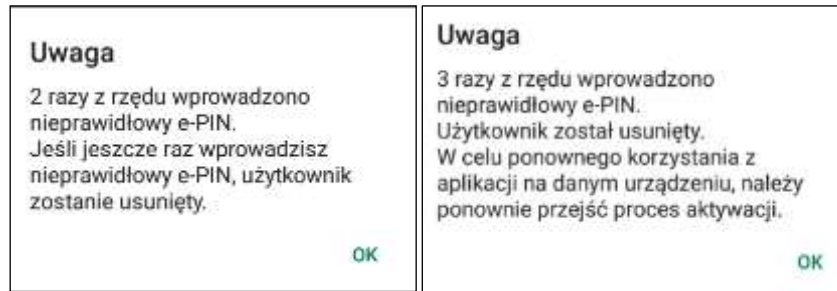 Uwaga
2 razy z rzędu wprowadzono
nieprawidłowy e-PIN.
Jeśli jeszcze raz wprowadzisz
nieprawidłowy e-PIN, użytkownik
zostanie usunięty.
OK
Uwaga
3 razy z rzędu wprowadzono
nieprawidłowy e-PIN.
Użytkownik został usunięty.
W celu ponownego korzystania z
aplikacji na danym urządzeniu, należy
ponownie przejść proces aktywacji.
OK